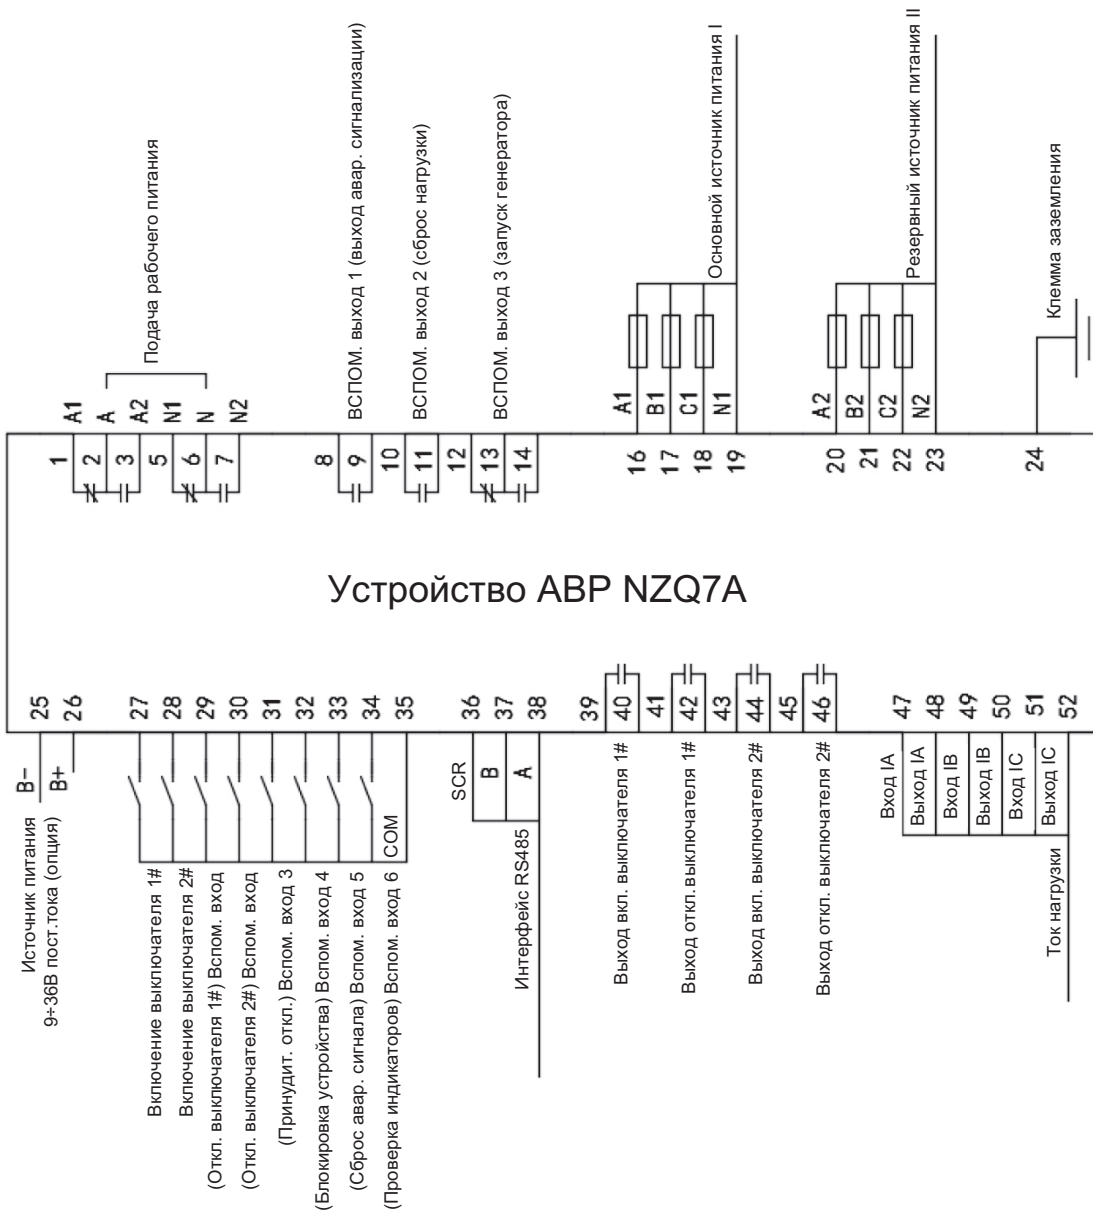 1
2
3
5
6
7
8
9
10
11
12
13
14
16
17
18
19
20
21
22
23
24
A1
A
A2
N1
N
N2
Подача рабочего питания
ВСПОМ. выход 1 (выход авар. сигнализации)
ВСПОМ. выход 2 (сброс нагрузки)
ВСПОМ. выход 3 (запуск генератора)
A1
B1
C1
N1
Основной источник питания I
A2
B2
C2
N2
Резервный источник питания II
Клемма заземления
Устройство АВР NZQ7A
25
26
27
28
29
30
31
32
33
34
35
36
37
38
39
40
41
42
43
44
45
46
47
48
49
50
51
52
B-
B+
Источник питания
9÷36В пост.тока (опция)
Включение выключателя 1#
Включение выключателя 2#
(Откл. выключателя 1#) Вспом. вход
(Откл. выключателя 2#) Вспом. вход
(Принудит. откл.) Вспом. вход 3
(Блокировка устройства) Вспом. вход 4
(Сброс авар. сигнала) Вспом. вход 5
(Проверка индикаторов) Вспом. вход 6
COM
SCR
B
A
Интерфейс RS485
Выход вкл. выключателя 1#
Выход откл. выключателя 1#
Выход вкл. выключателя 2#
Выход откл. выключателя 2#
Вход IA
Выход IA
Вход IB
Выход IB
Вход IC
Выход IC
Ток нагрузки